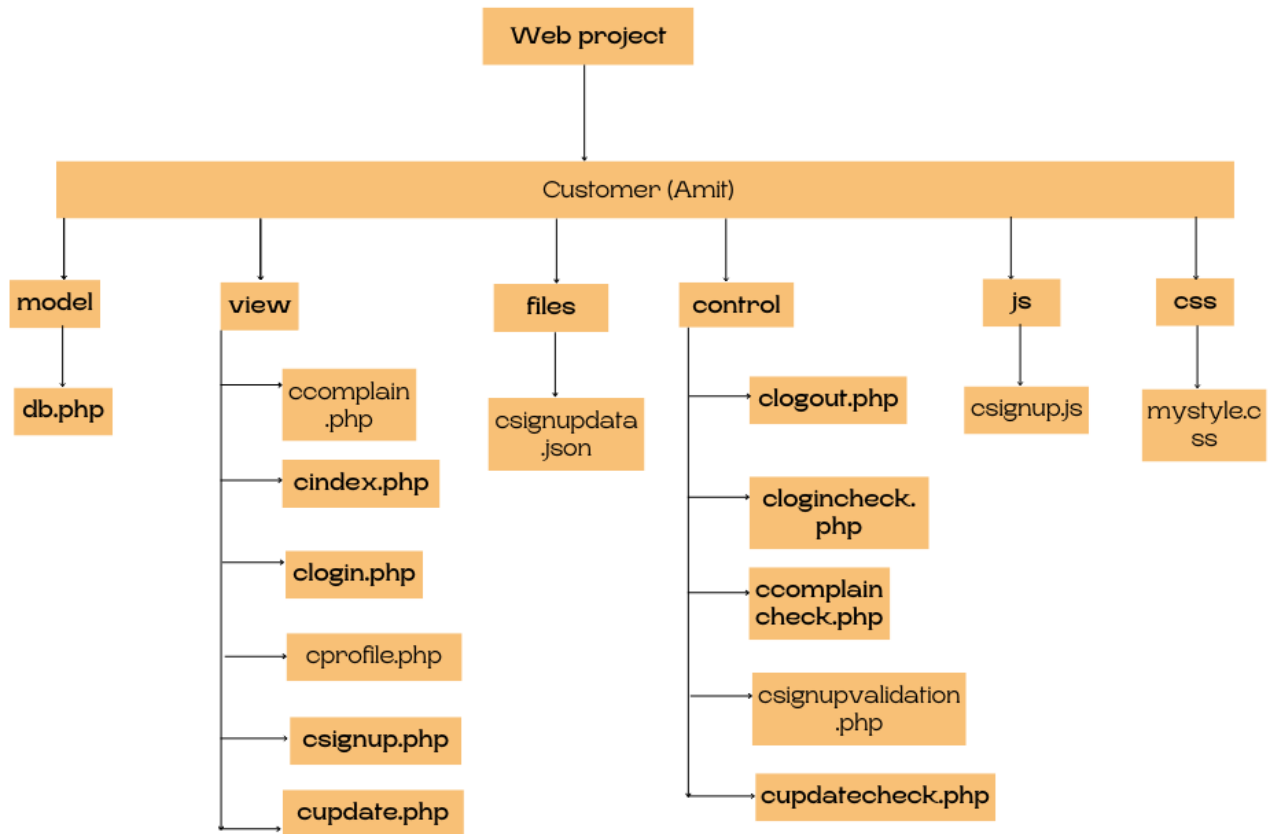 Web project
Customer (Amit)
model
view
files
control
js
css
db.php
ccomplain
.php
cindex.php
clogin.php
cprofile.php
csignup.php
cupdate.php
csignupdata
.json
clogout.php
clogincheck.
php
ccomplain
check.php
csignupvalidation
.php
cupdatecheck.php
csignup.js
mystyle.c
ss